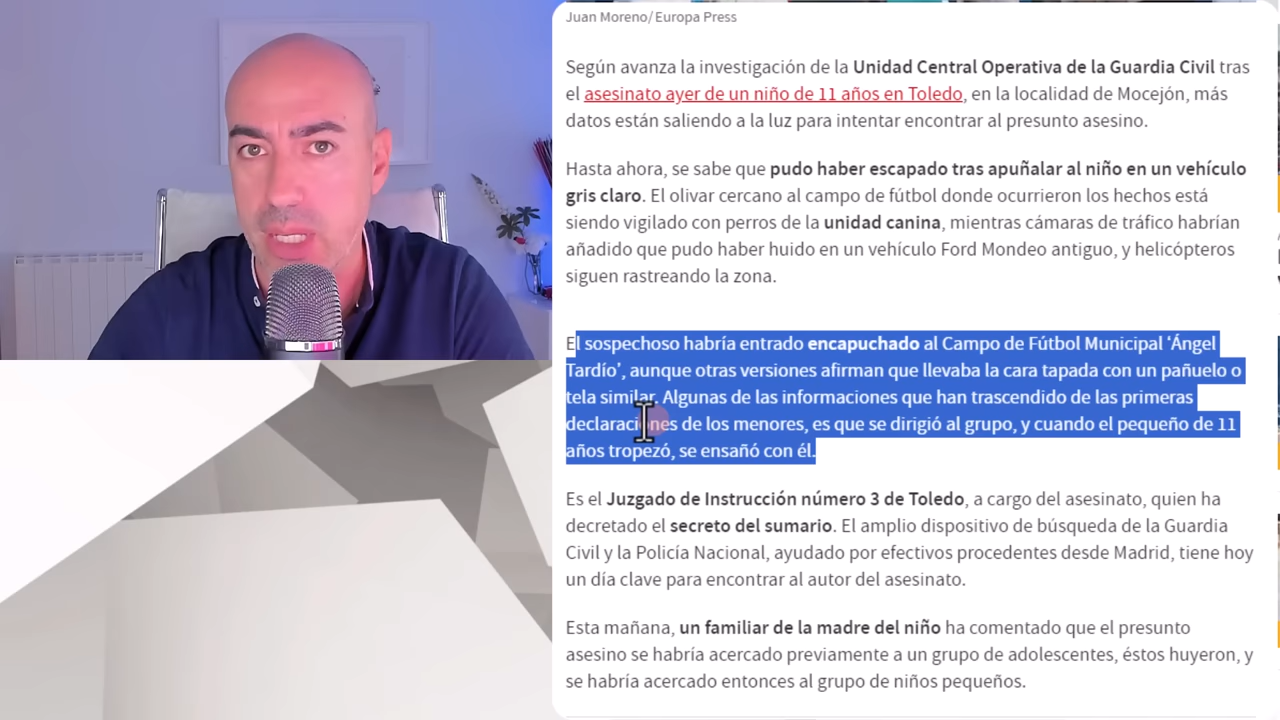 Juan Moreno/Europa Press
Según avanza la investigación de la Unidad Central Operativa de la Guardia Civil tras
el asesinato ayer de un niño de 11 años en Toledo, en la localidad de Mocejón, más
datos están saliendo a la luz para intentar encontrar al presunto asesino.
Hasta ahora, se sabe que pudo haber escapado tras apuñalar al niño en un vehículo
gris claro. El olivar cercano al campo de fútbol donde ocurrieron los hechos está
siendo vigilado con perros de la unidad canina, mientras cámaras de tráfico habrían
añadido que pudo haber huido en un vehículo Ford Mondeo antiguo, y helicópteros
siguen rastreando la zona.
El sospechoso habría entrado encapuchado al Campo de Fútbol Municipal ‘Ángel
Tardío’, aunque otras versiones afirman que llevaba la cara tapada con un pañuelo o
tela similar. Algunas de las informaciones que han trascendido de las primeras
declaraciones de los menores, es que se dirigió al grupo, y cuando el pequeño de 11
años tropezó, se ensañó con él.
Es el Juzgado de Instrucción número 3 de Toledo, a cargo del asesinato, quien ha
decretado el secreto del sumario. El amplio dispositivo de búsqueda de la Guardia
Civil y la Policía Nacional, ayudado por efectivos procedentes desde Madrid, tiene hoy
un día clave para encontrar al autor del asesinato.
Esta mañana, un familiar de la madre del niño ha comentado que el presunto
asesino se habría acercado previamente a un grupo de adolescentes, éstos huyeron, y
se habría acercado entonces al grupo de niños pequeños.